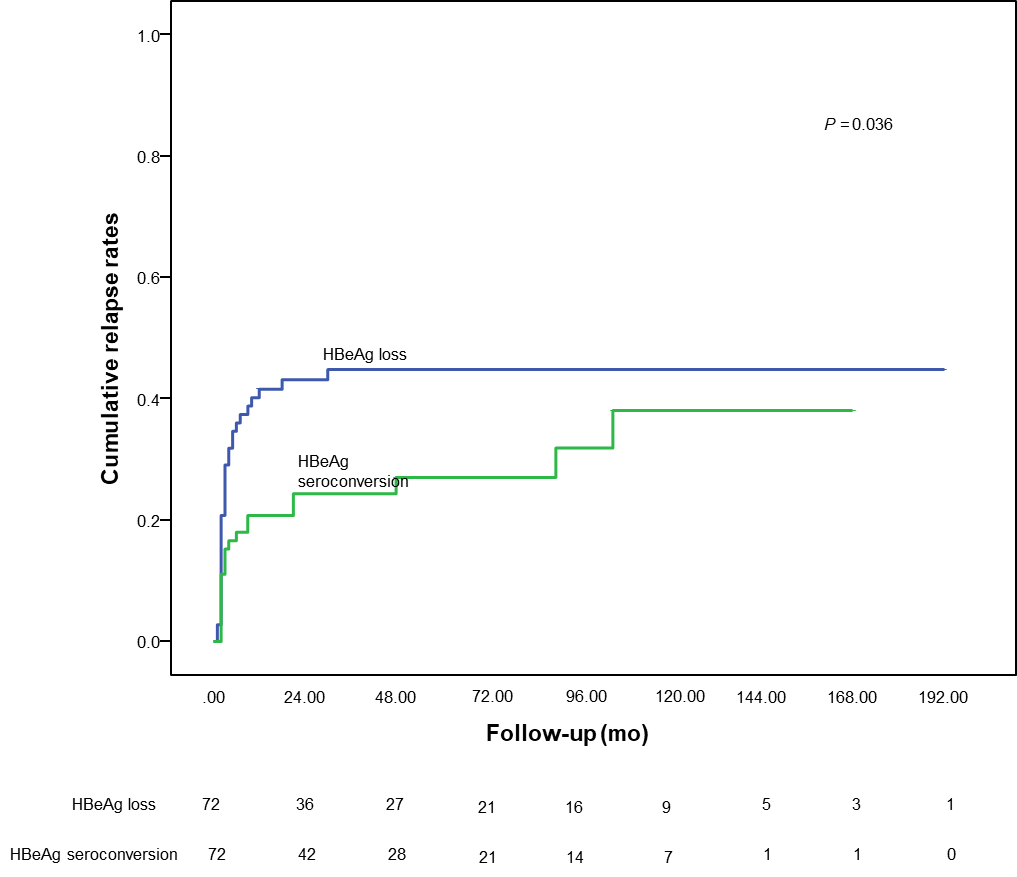 1.0
P = 0.036
0.8
Cumulative relapse rates
0.6
HBeAg loss
0.4
HBeAg
seroconversion
0.2
0.0
.00 24.00 48.00 72.00 96.00 120.00 144.00 168.00 192.00
Follow-up (mo)
HBeAg loss 72 36 27 21 16 9 5 3 1
HBeAg seroconversion 72 42 28 21 14 7 1 1 0